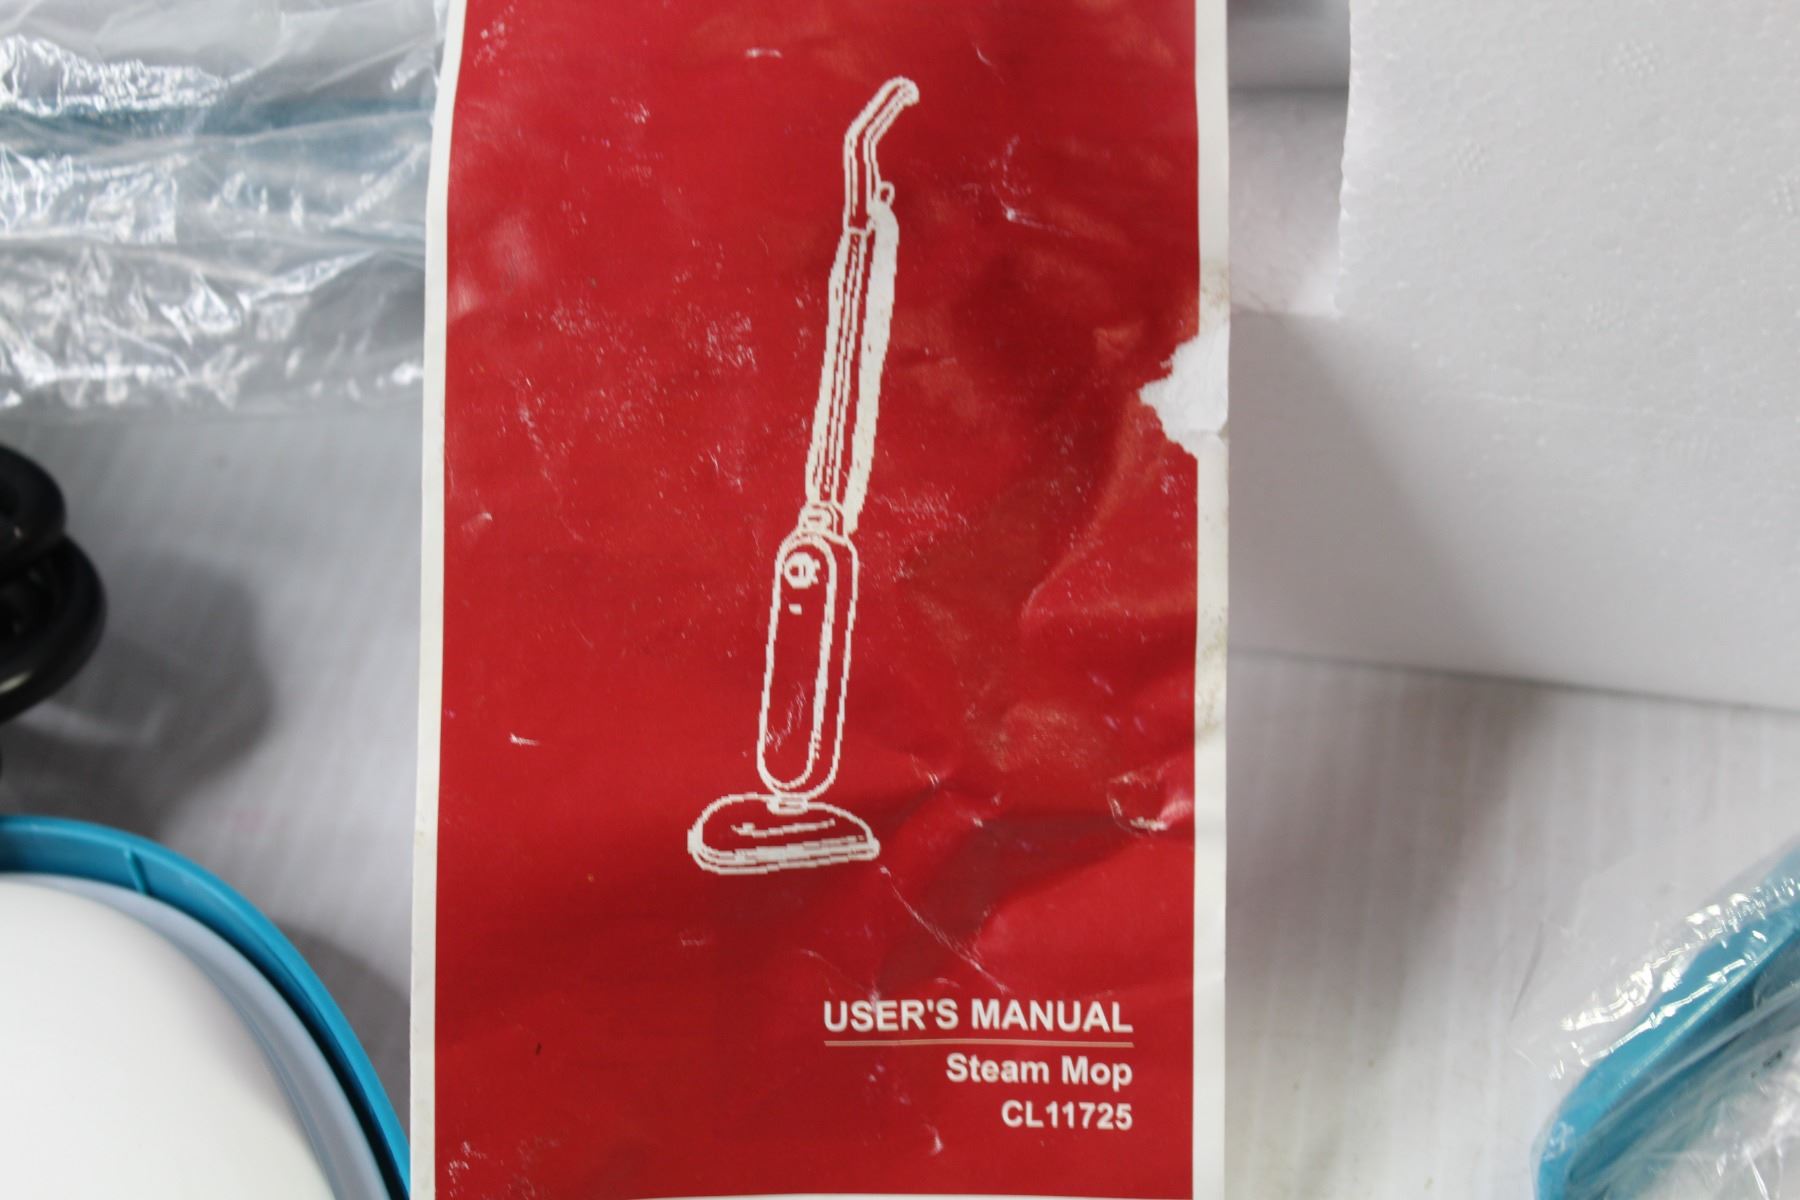 USER'S MANUAL
Steam Mop
CL11725